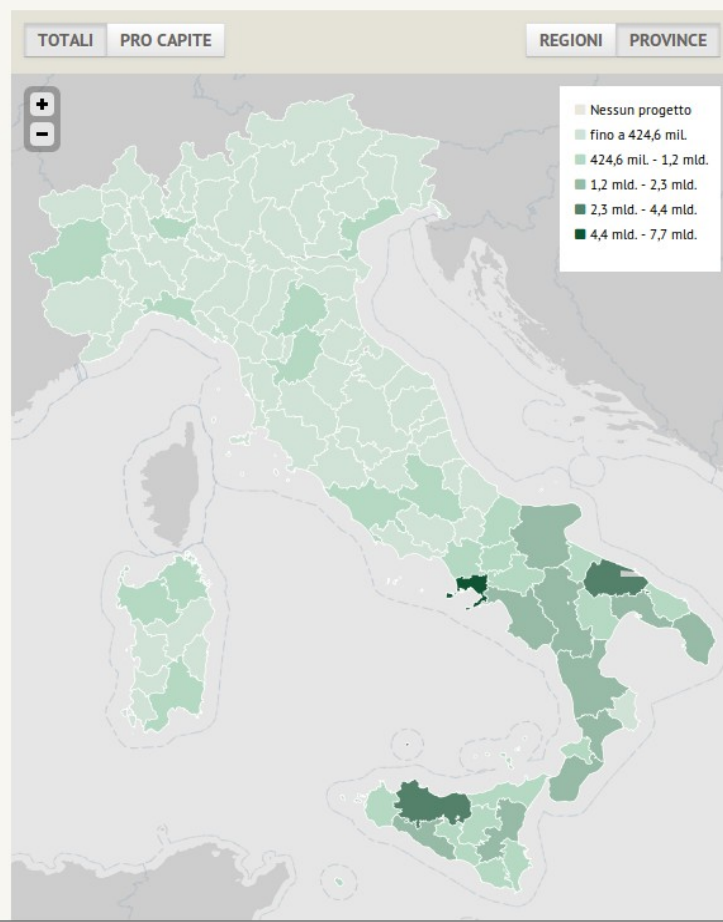 TOTALI PRO CAPITE REGIONI PROVINCE
+
−
Nessun progetto
fino a 424,6 mil.
424,6 mil. - 1,2 mld.
1,2 mld. - 2,3 mld.
2,3 mld. - 4,4 mld.
4,4 mld. - 7,7 mld.